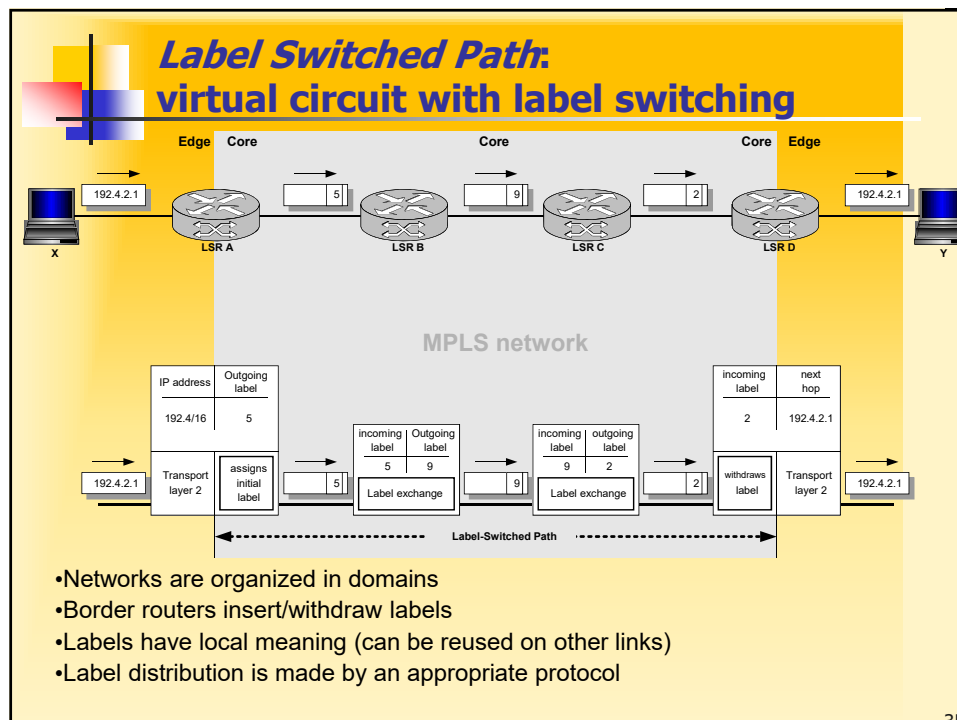 Label Switched Path:
virtual circuit with label switching
Edge Core Core Core Edge
192.4.2.1 5 9 2 192.4.2.1
X LSR A LSR B LSR C LSR D Y
MPLS network
IP address Outgoing label
192.4/16 5
Transport layer 2
assigns initial label
incoming label Outgoing label
5 9
Label exchange
incoming label outgoing label
9 2
Label exchange
incoming label next hop
2 192.4.2.1
withdraws label
Transport layer 2
192.4.2.1 5 9 2 192.4.2.1
Label-Switched Path
•Networks are organized in domains
•Border routers insert/withdraw labels
•Labels have local meaning (can be reused on other links)
•Label distribution is made by an appropriate protocol